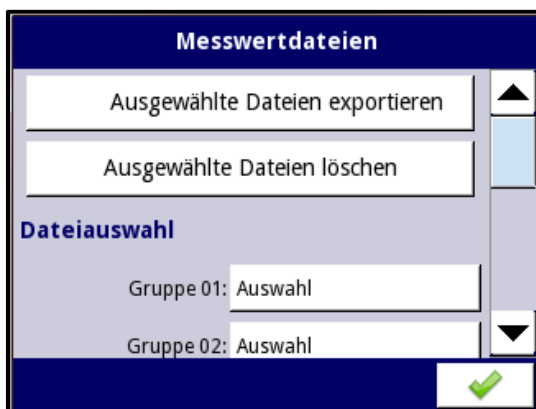 Messwertdateien
Ausgewählte Dateien exportieren
Ausgewählte Dateien löschen
Dateiauswahl
Gruppe 01: Auswahl
Gruppe 02: Auswahl